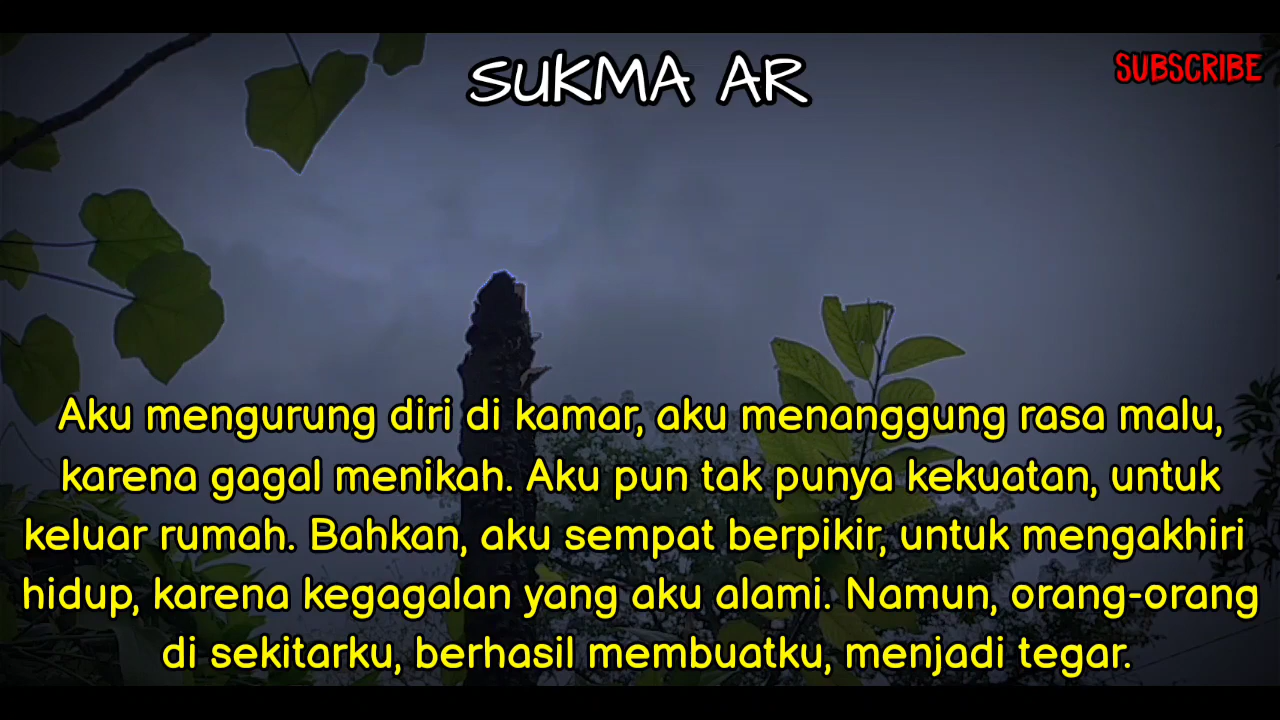 SUKMA AR
SUBSCRIBE
Aku mengurung diri di kamar, aku menanggung rasa malu,
karena gagal menikah. Aku pun tak punya kekuatan, untuk
keluar rumah. Bahkan, aku sempat berpikir, untuk mengakhiri
hidup, karena kegagalan yang aku alami. Namun, orang-orang
di sekitarku, berhasil membuatku, menjadi tegar.